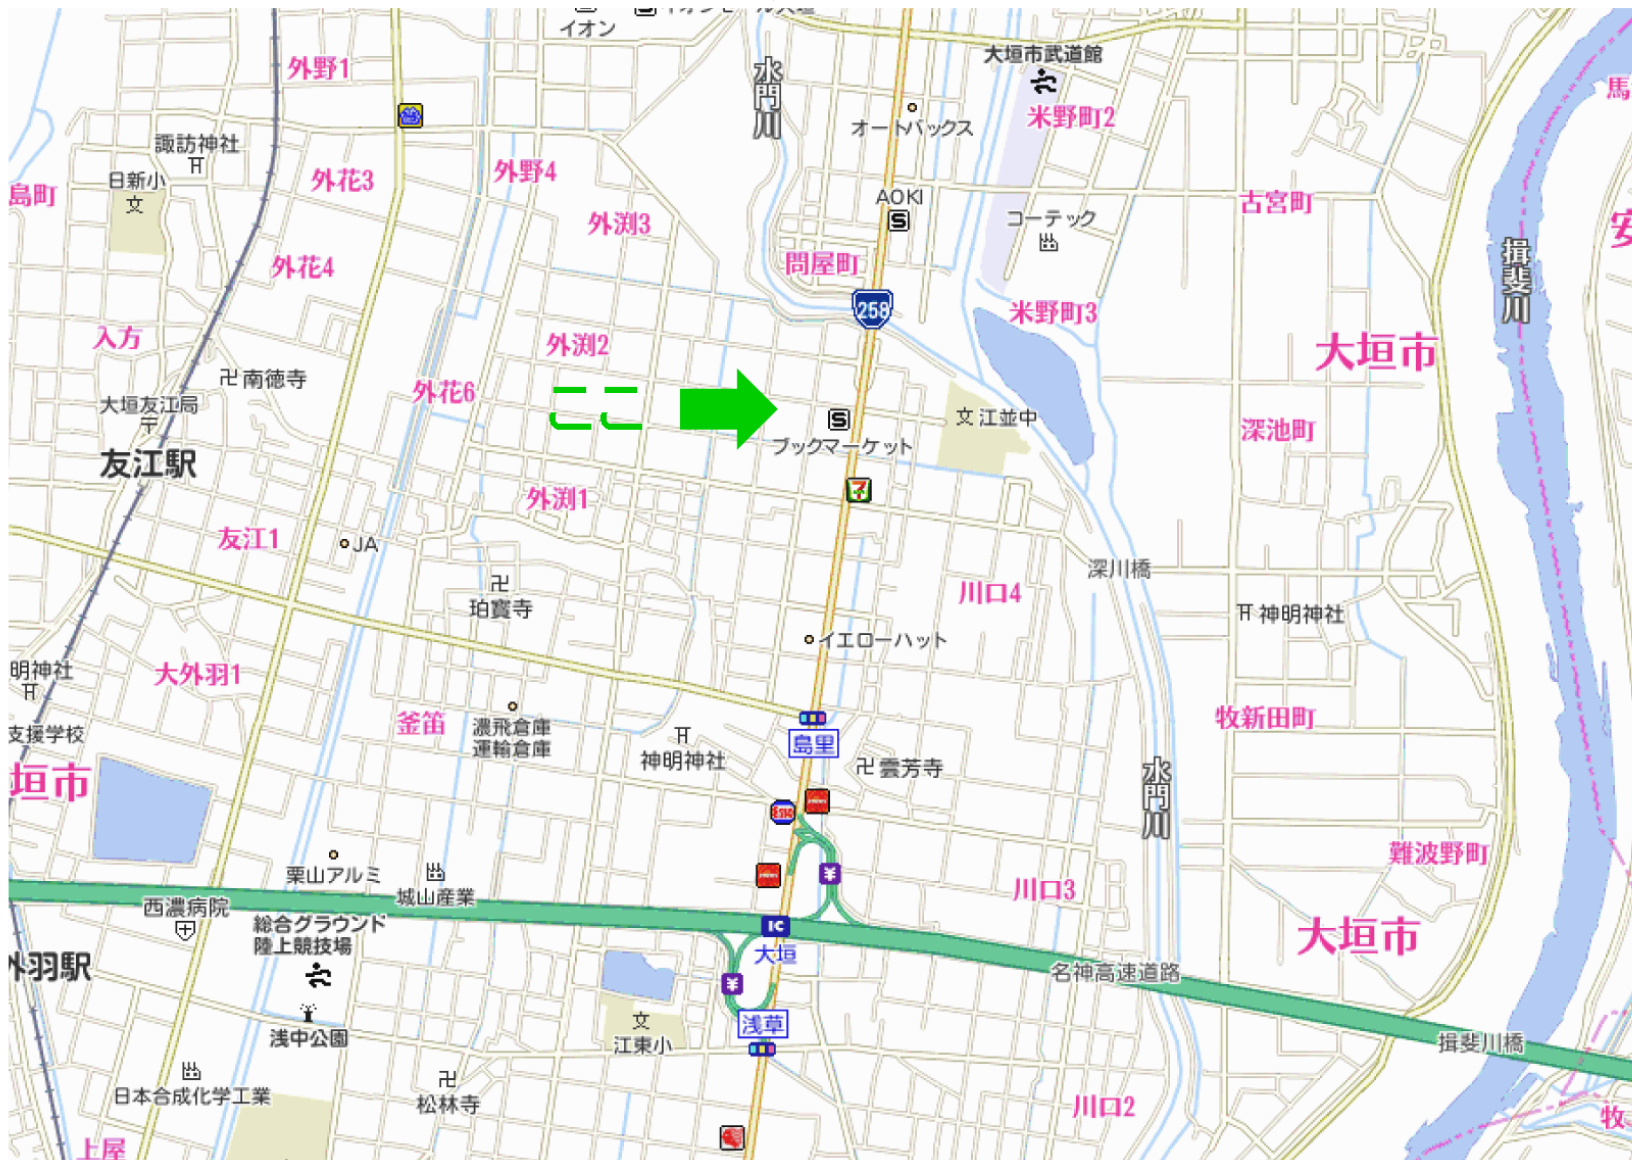 イオン
大垣市武道館
外野1
水門川
米野町2
オートバックス
諏訪神社
日新小
文
外花3
外野4
島町
AOKI
S
古宮町
外渕3
コーテック
外花4
問屋町
揖斐川
258
米野町3
入方
外渕2
大垣市
卍南徳寺
外花6
大垣友江局
S
文江並中
ブックマーケット
深池町
友江駅
7
外渕1
友江1
JA
深川橋
卍
珀寳寺
川口4
神明神社
イエローハット
大外羽1
明神神社
釜笛
濃飛倉庫
運輸倉庫
牧新田町
支援学校
神明神社
島里
卍雲芳寺
垣市
水門川
Esso
難波野町
栗山アルミ
城山産業
¥
川口3
西濃病院
総合グラウンド
陸上競技場
IC
大垣
大垣市
外羽駅
名神高速道路
¥
文
浅草
浅中公園
江東小
揖斐川橋
日本合成化学工業
卍
松林寺
川口2
上屋